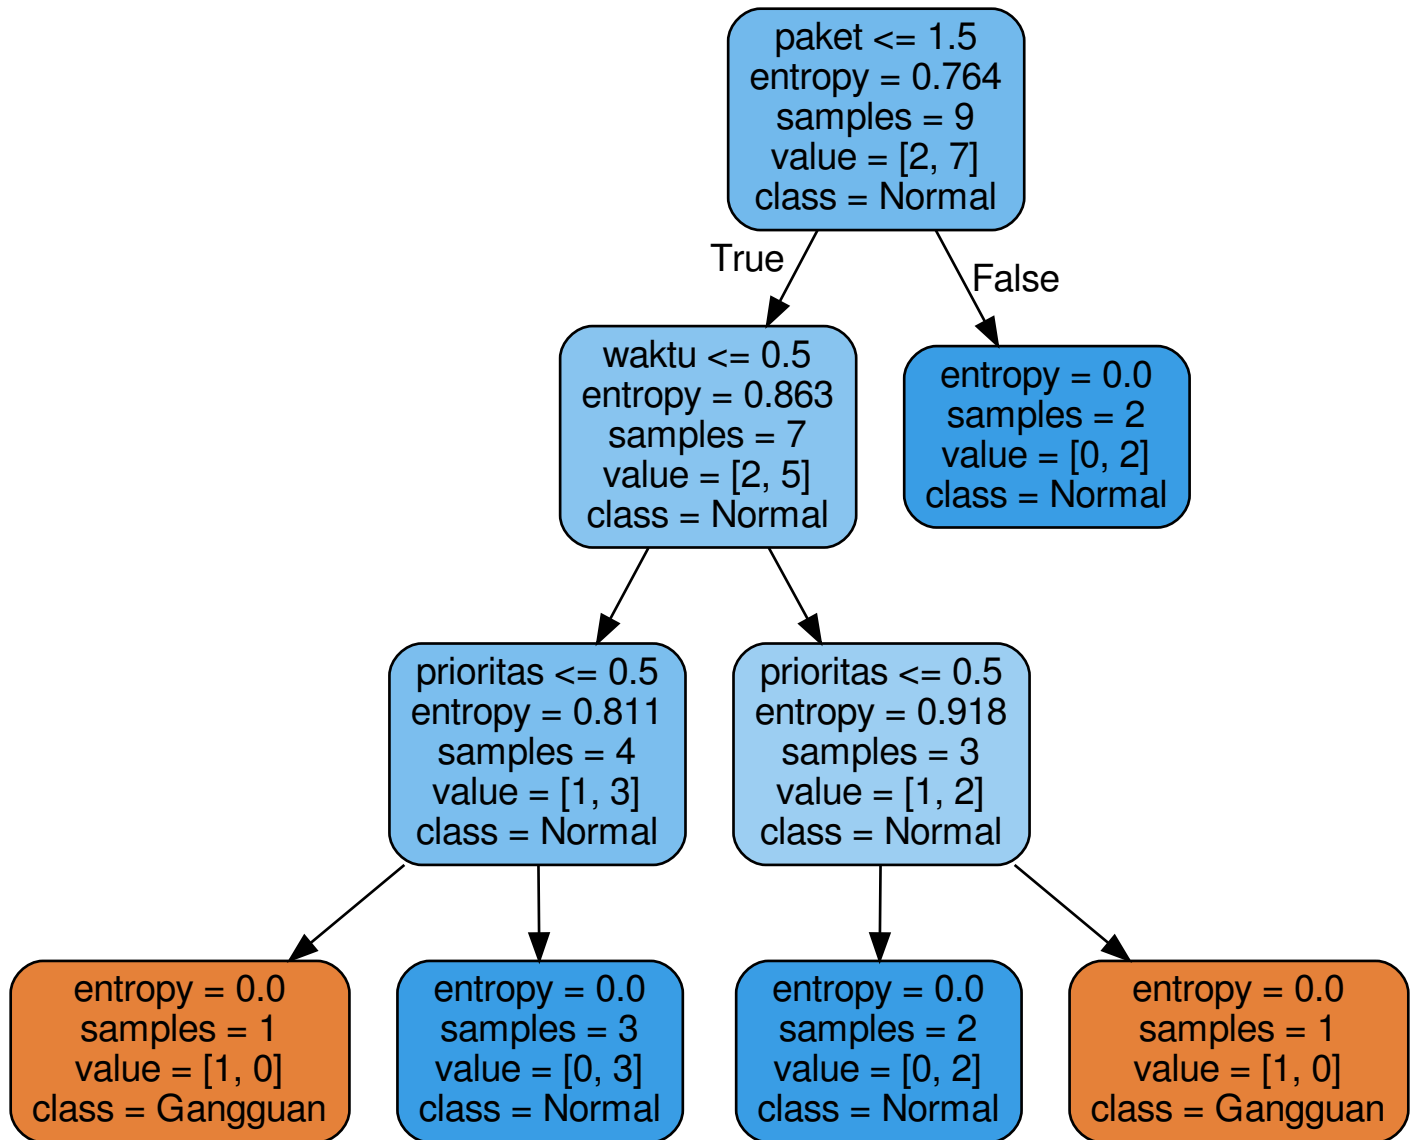 paket <= 1.5
entropy = 0.764
samples = 9
value = [2, 7]
class = Normal
True
False
waktu <= 0.5
entropy = 0.863
samples = 7
value = [2, 5]
class = Normal
entropy = 0.0
samples = 2
value = [0, 2]
class = Normal
prioritas <= 0.5
entropy = 0.811
samples = 4
value = [1, 3]
class = Normal
prioritas <= 0.5
entropy = 0.918
samples = 3
value = [1, 2]
class = Normal
entropy = 0.0
samples = 1
value = [1, 0]
class = Gangguan
entropy = 0.0
samples = 3
value = [0, 3]
class = Normal
entropy = 0.0
samples = 2
value = [0, 2]
class = Normal
entropy = 0.0
samples = 1
value = [1, 0]
class = Gangguan